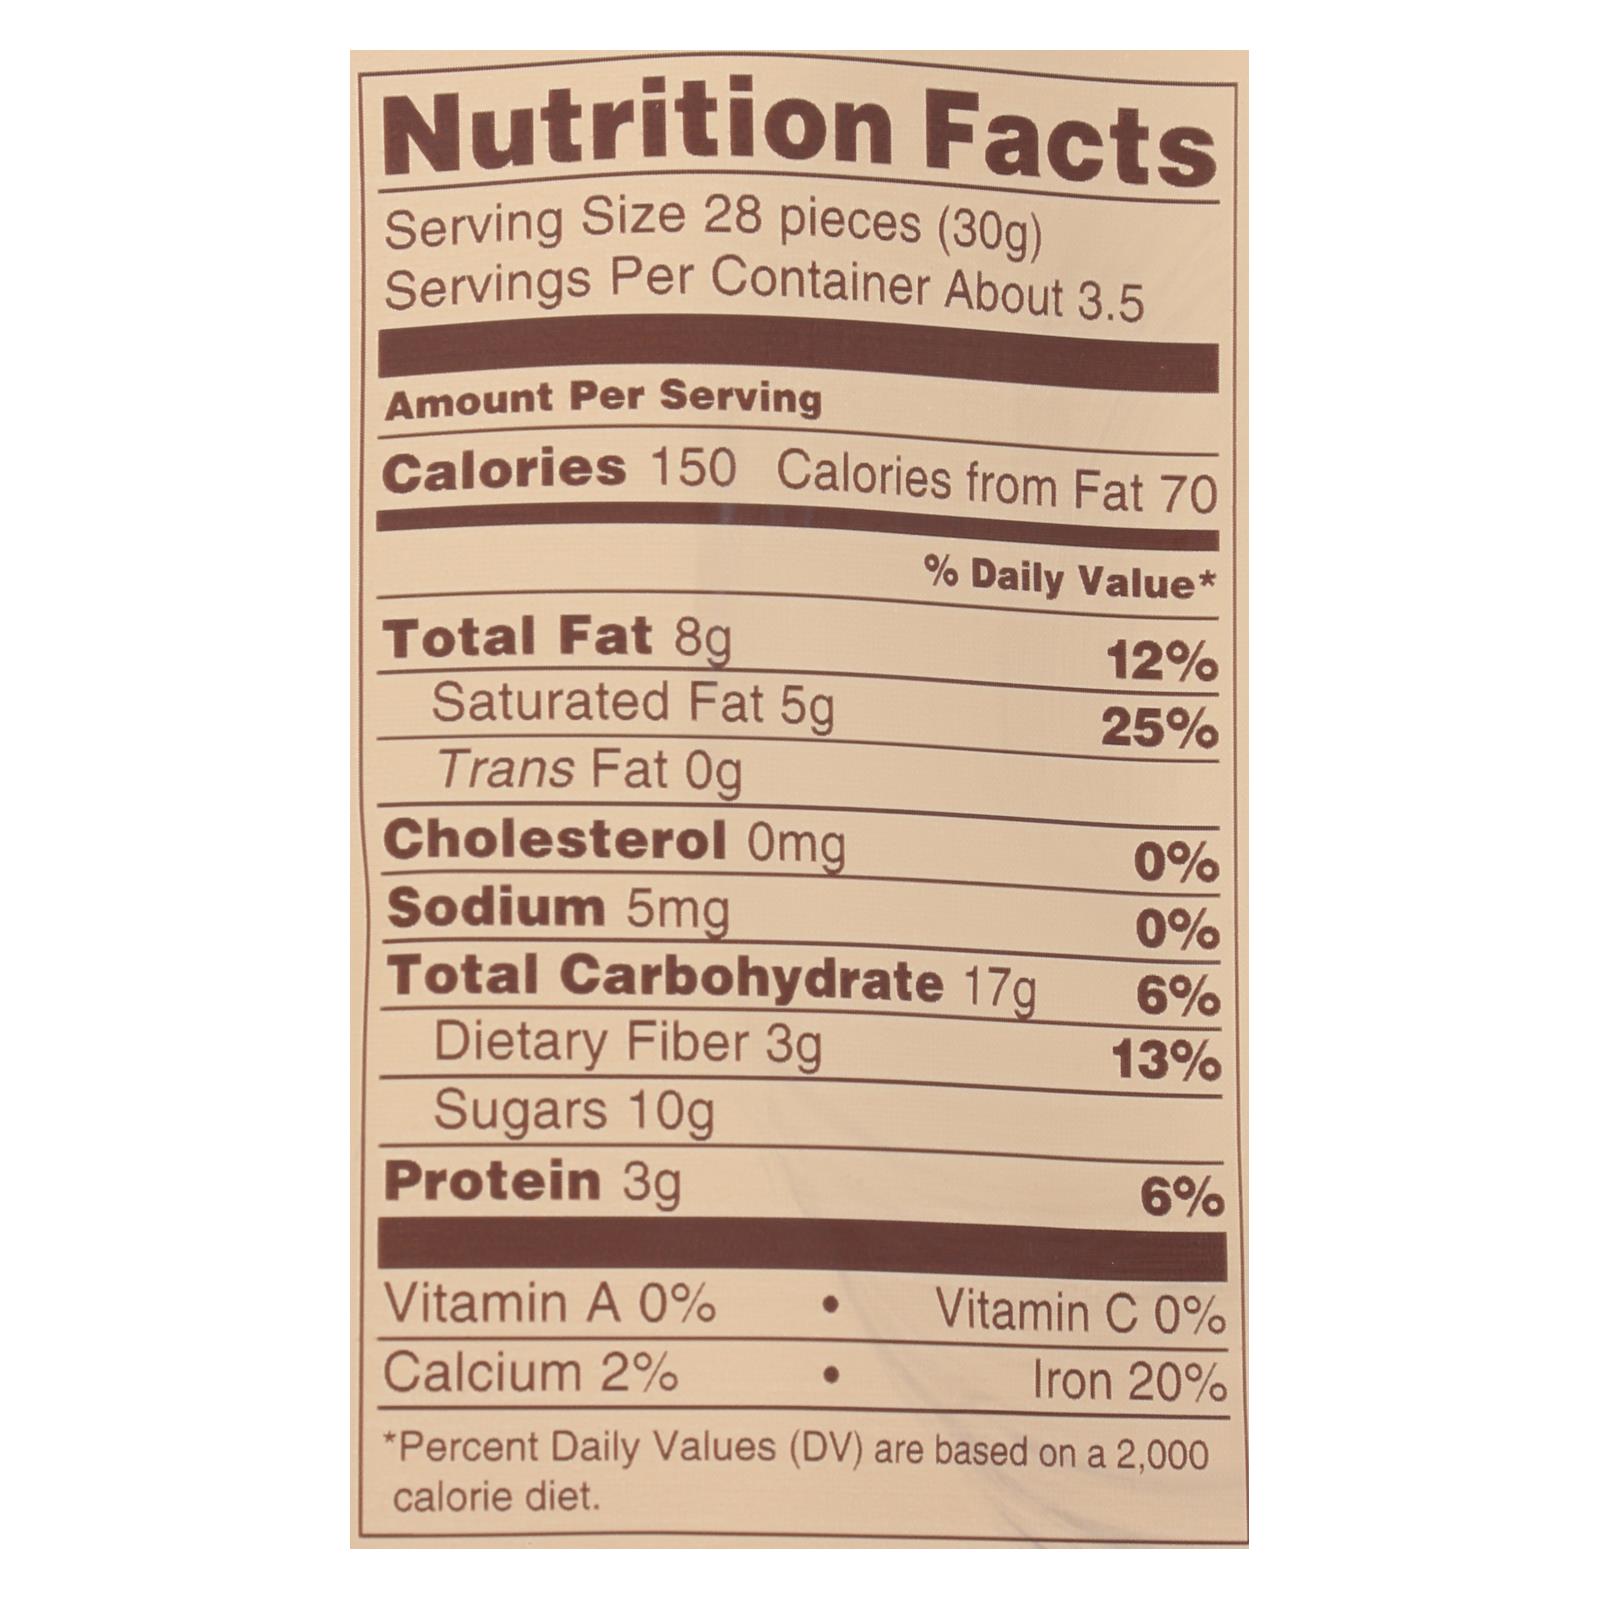 Nutrition Facts
Serving Size 28 pieces (30g)
Servings Per Container About 3.5
Amount Per Serving
Calories 150 Calories from Fat 70
% Daily Value*
Total Fat 8g 12%
Saturated Fat 5g 25%
Trans Fat 0g
Cholesterol 0mg 0%
Sodium 5mg 0%
Total Carbohydrate 17g 6%
Dietary Fiber 3g 13%
Sugars 10g
Protein 3g 6%
Vitamin A 0% • Vitamin C 0%
Calcium 2% • Iron 20%
*Percent Daily Values (DV) are based on a 2,000
calorie diet.